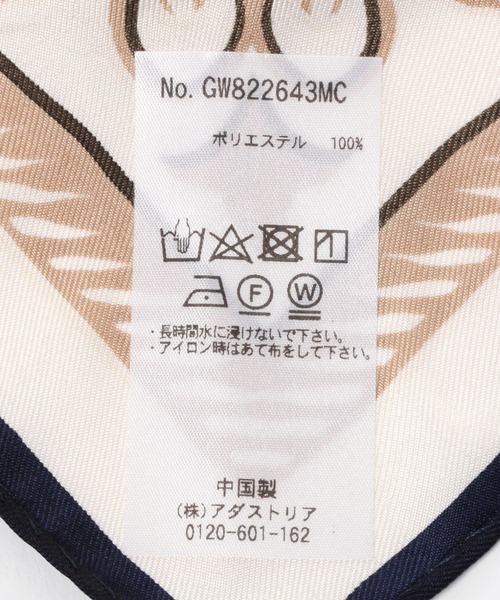 No. GW822643MC
ポリエステル 100%
F W
・長時間水に浸けないで下さい。
・アイロン時はあて布をして下さい。
中国製
(株)アダストリア
0120-601-162